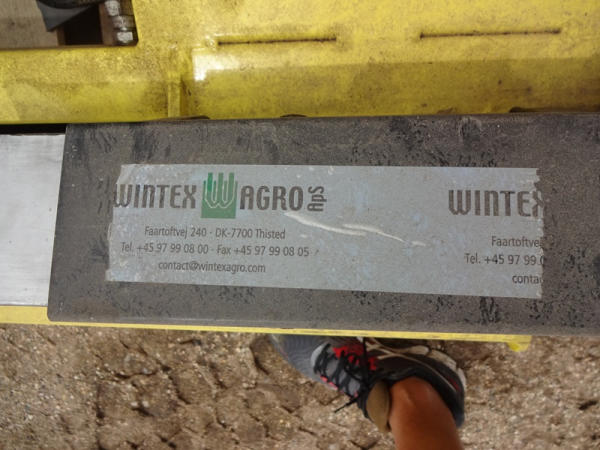 WINTEX AGRO ApS
Faartoftvej 240 · DK-7700 Thisted
Tel. +45 97 99 08 00 · Fax +45 97 99 08 05
contact@wintexagro.com
WINTEX
Faartoftvej
Tel. +45 97 99 0
conta